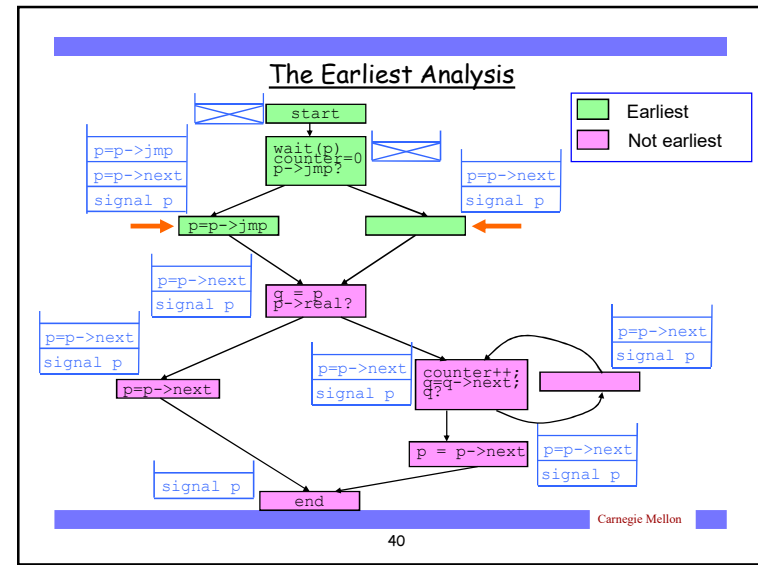 The Earliest Analysis
Earliest
Not earliest
start
wait(p)
counter=0
p->jmp?
p=p->jmp
p=p->next
signal p
p=p->next
signal p
p=p->jmp
p=p->next
signal p
q = p
p->real?
p=p->next
signal p
p=p->next
signal p
p=p->next
signal p
p=p->next
counter++;
q=q->next;
q?
p = p->next
p=p->next
signal p
signal p
end
Carnegie Mellon
40